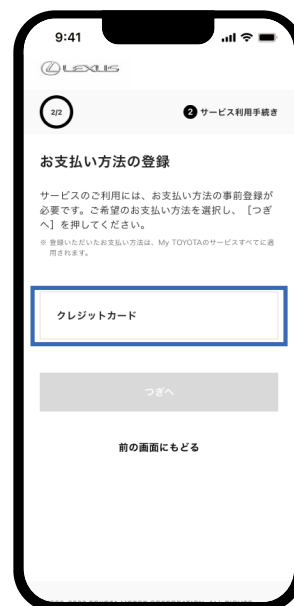 9:41
LEXUS
2/2
2 サービス利用手続き
お支払い方法の登録
サービスのご利用には、お支払い方法の事前登録が
必要です。ご希望のお支払い方法を選択し、[つぎ
へ]を押してください。
※ 登録いただいたお支払い方法は、My TOYOTAのサービスすべてに適
用されます。
クレジットカード
つぎへ
前の画面にもどる